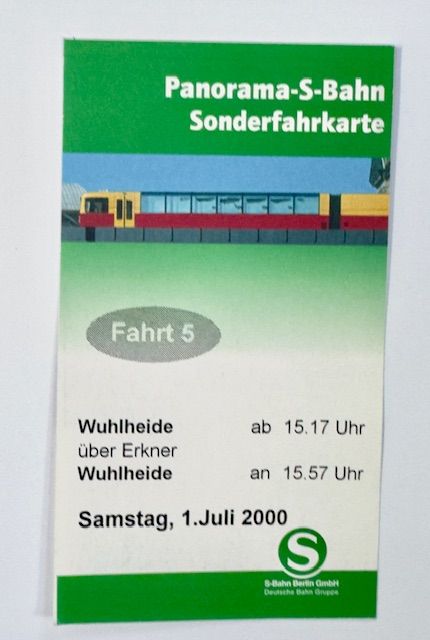 Panorama-S-Bahn
Sonderfahrkarte
Fahrt 5
Wuhlheide ab 15.17 Uhr
über Erkner
Wuhlheide an 15.57 Uhr
Samstag, 1.Juli 2000
S
S-Bahn Berlin GmbH
Deutsche Bahn Gruppe